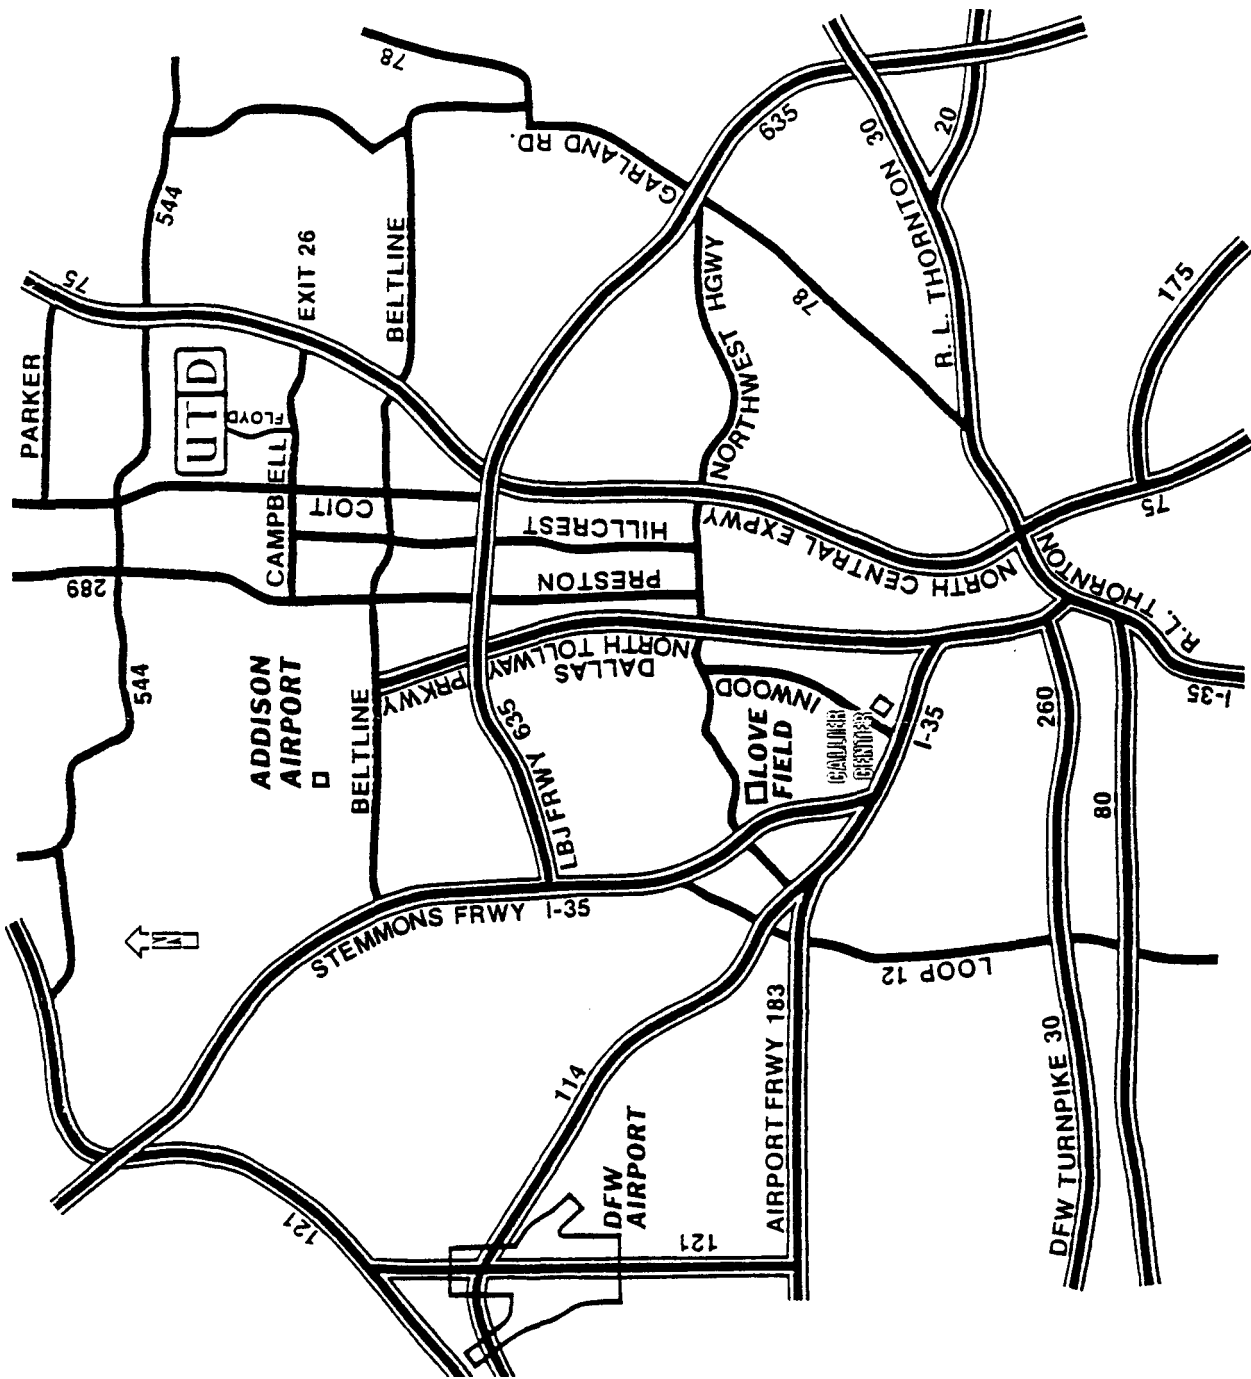 PARKER
75
544
78
EXIT 26
BELTLINE
UTD
FLOYD
CAMPBELL
COIT
289
544
HILLCREST
PRESTON
ADDISON
AIRPORT
BELTLINE
PRKWY
DALLAS
NORTH TOLLWAY
LBJ FRWY 635
STEMMONS FRWY I-35
N
GARLAND RD.
635
R. L. THORNTON 30
20
NORTHWEST HGWY
78
175
NORTH CENTRAL EXPWY
75
R.L. THORNTON
I-35
INWOOD
LOVE
FIELD
CALLIER
CENTER
I-35
260
80
LOOP 12
114
AIRPORT FRWY 183
DFW TURNPIKE 30
DFW
AIRPORT
121
121